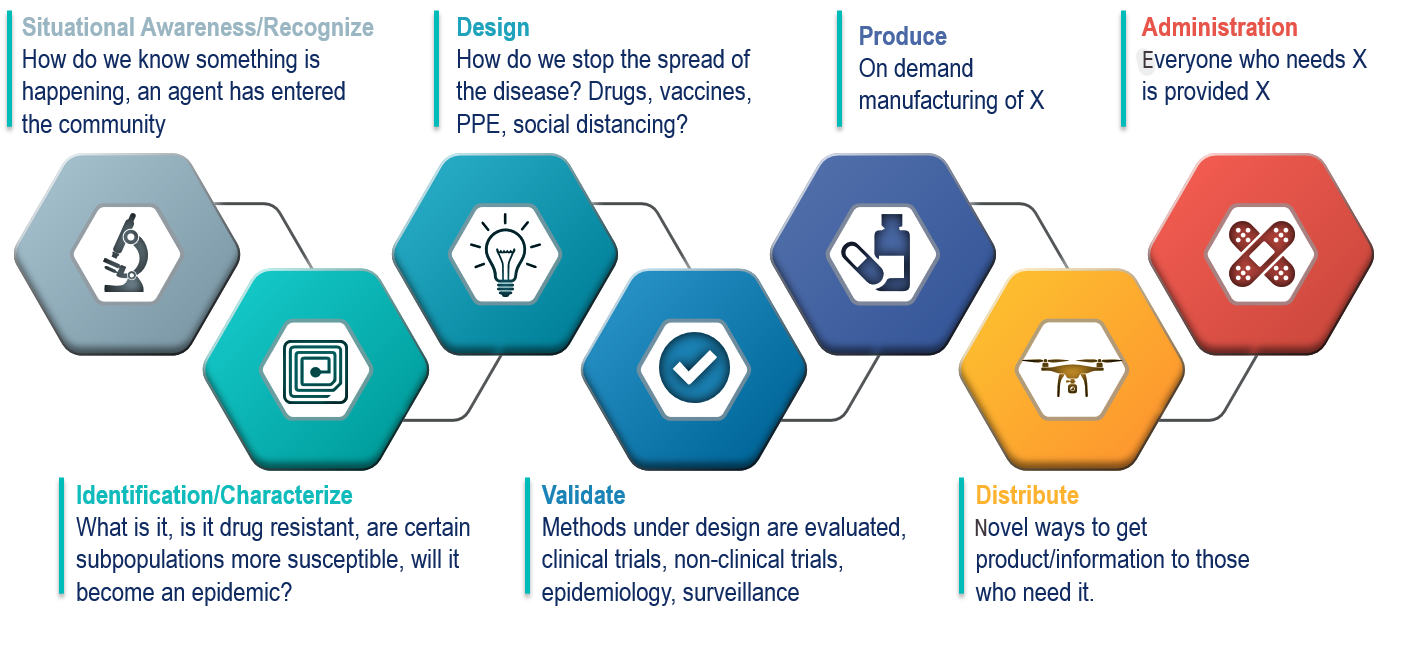 Situational Awareness/Recognize
How do we know something is
happening, an agent has entered
the community
Design
How do we stop the spread of
the disease? Drugs, vaccines,
PPE, social distancing?
Produce
On demand
manufacturing of X
Administration
Everyone who needs X
is provided X
Identification/Characterize
What is it, is it drug resistant, are certain
subpopulations more susceptible, will it
become an epidemic?
Validate
Methods under design are evaluated,
clinical trials, non-clinical trials,
epidemiology, surveillance
Distribute
Novel ways to get
product/information to those
who need it.